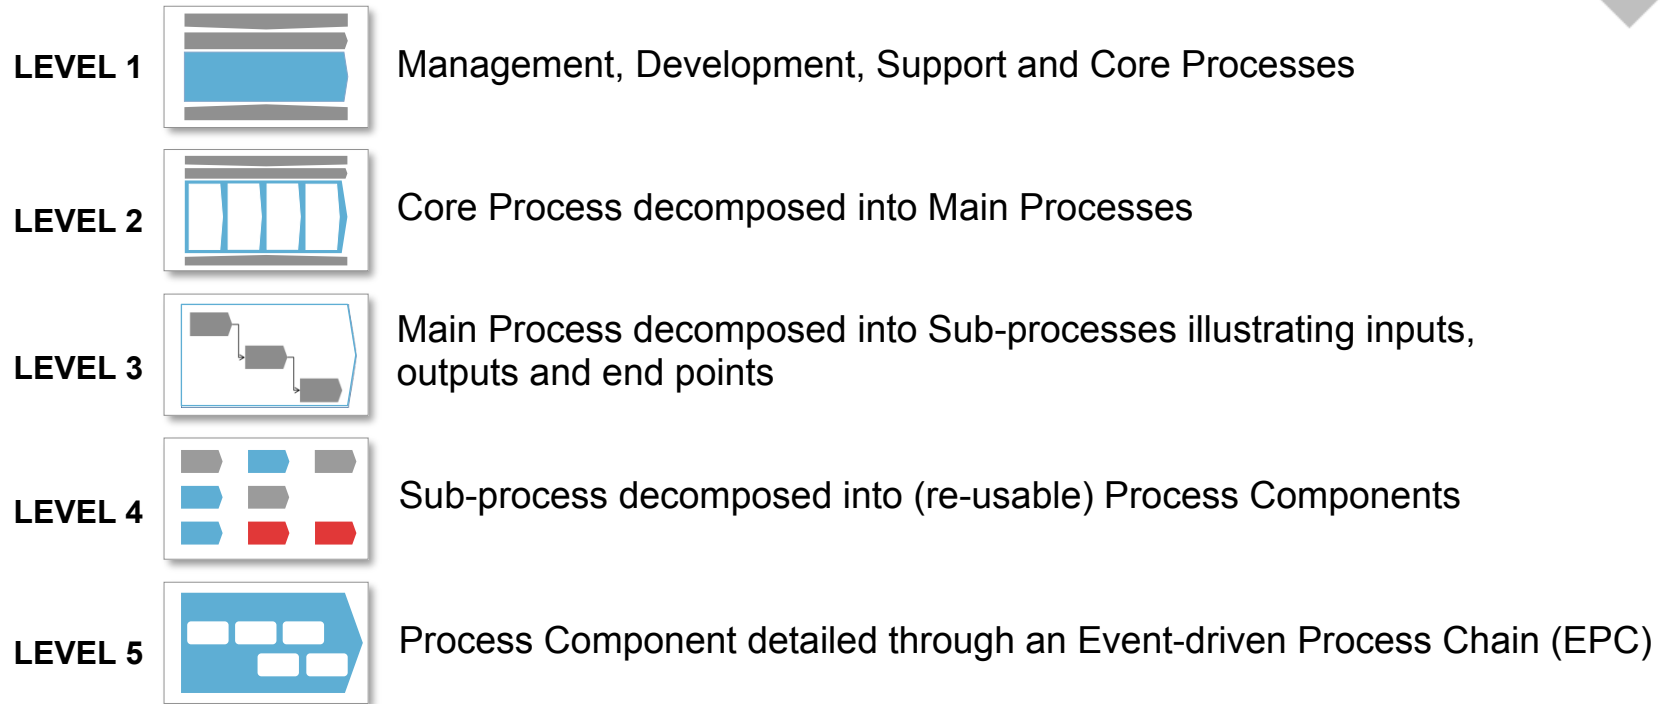 LEVEL 1
Management, Development, Support and Core Processes
LEVEL 2
Core Process decomposed into Main Processes
LEVEL 3
Main Process decomposed into Sub-processes illustrating inputs,
outputs and end points
LEVEL 4
Sub-process decomposed into (re-usable) Process Components
LEVEL 5
Process Component detailed through an Event-driven Process Chain (EPC)